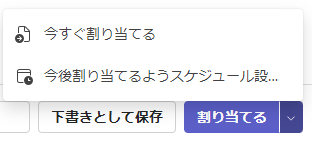 今すぐ割り当てる
今後割り当てるようスケジュール設...
下書きとして保存
割り当てる